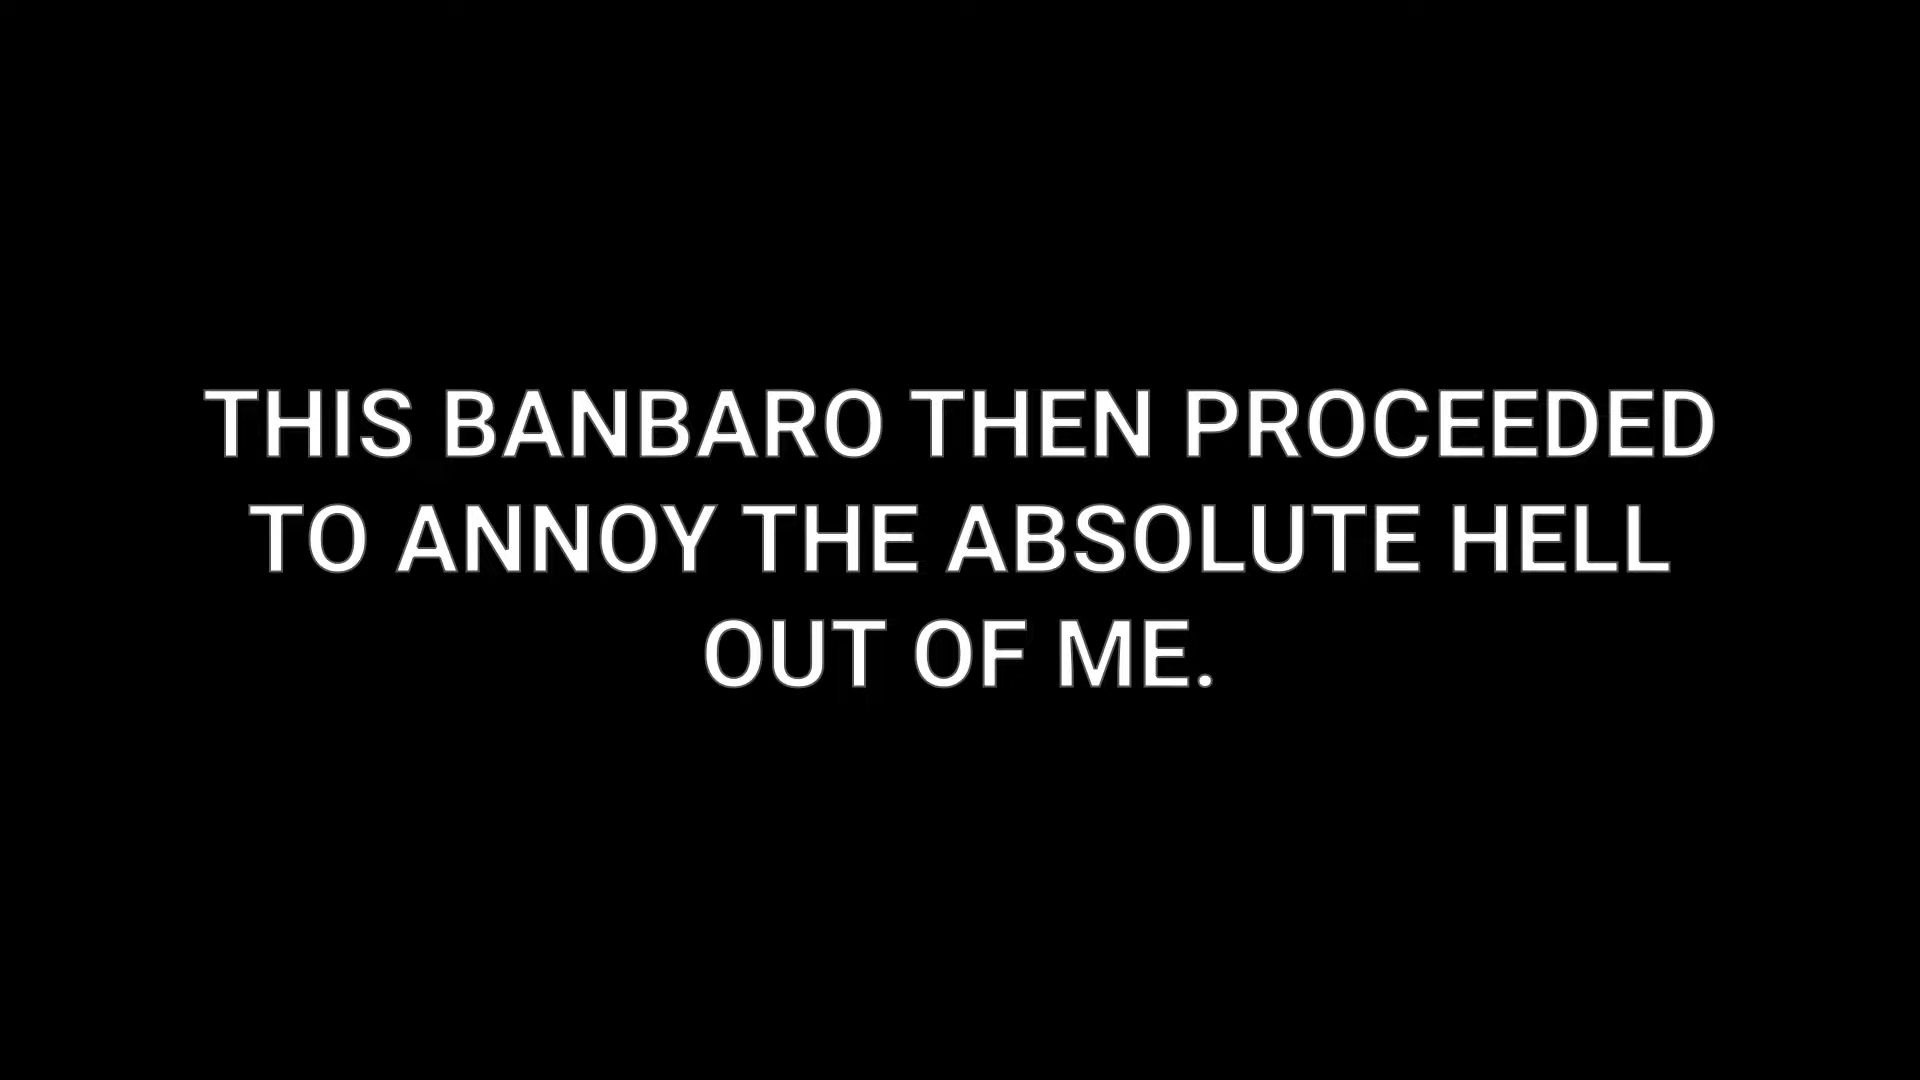 THIS BANBARO THEN PROCEEDED
TO ANNOY THE ABSOLUTE HELL
OUT OF ME.